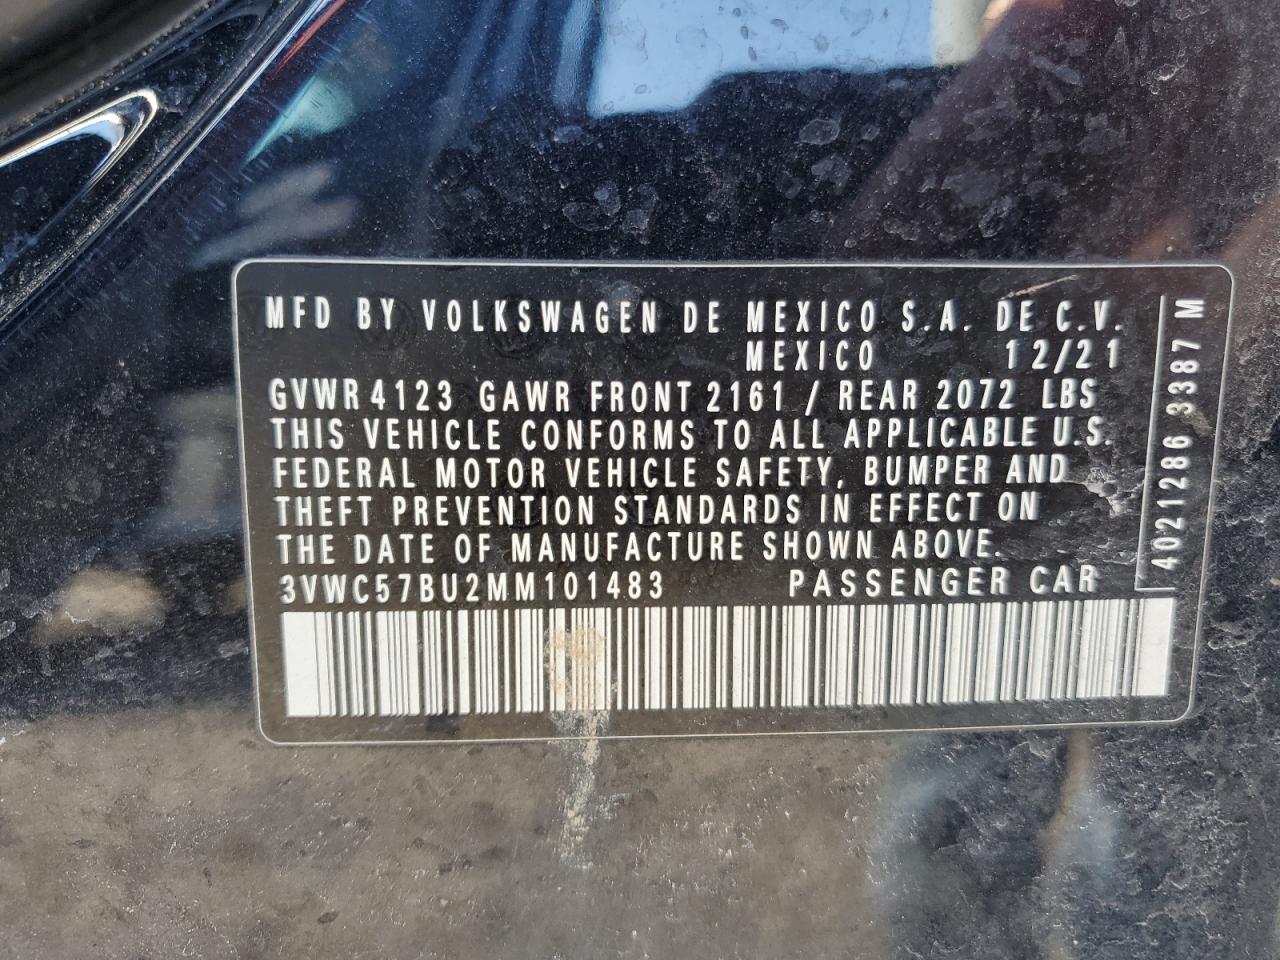 MFD BY VOLKSWAGEN DE MEXICO S.A. DE C.V.
MEXICO 12/21
GVWR 4123 GAWR FRONT 2161 / REAR 2072 LBS
THIS VEHICLE CONFORMS TO ALL APPLICABLE U.S.
FEDERAL MOTOR VEHICLE SAFETY, BUMPER AND
THEFT PREVENTION STANDARDS IN EFFECT ON
THE DATE OF MANUFACTURE SHOWN ABOVE.
3VWC57BU2MM101483 PASSENGER CAR
4021286 3387 M